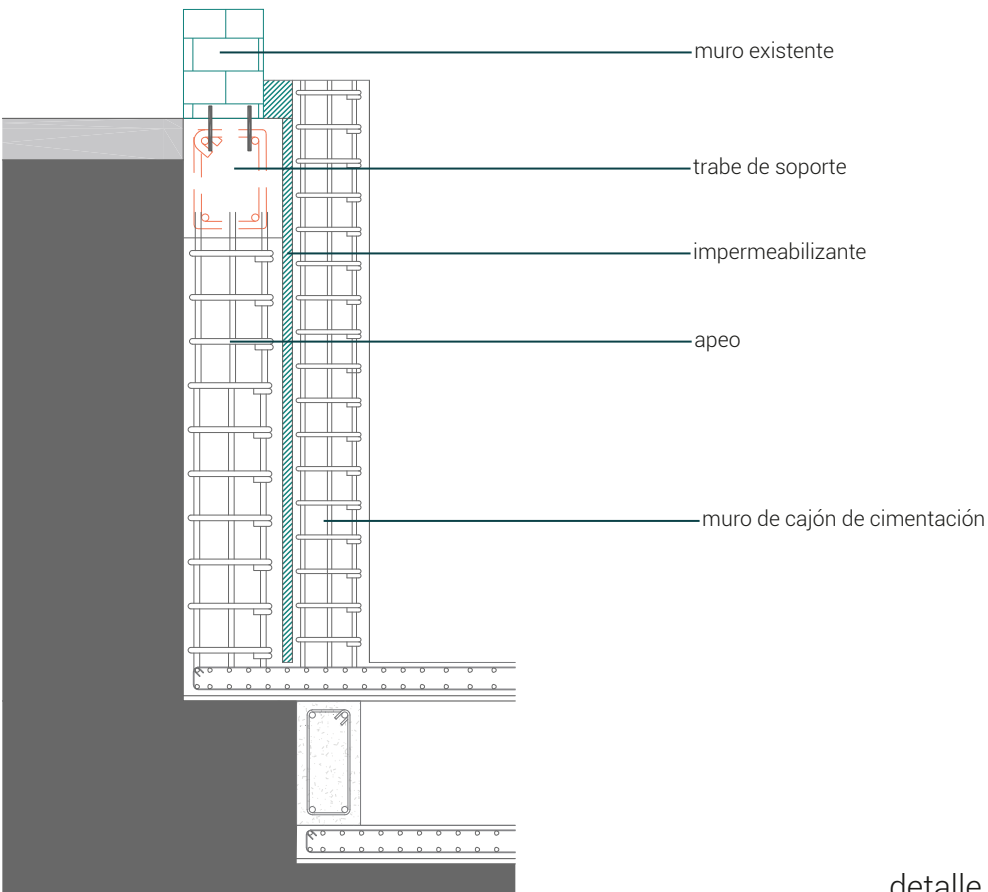 muro existente
trabe de soporte
impermeabilizante
apeo
muro de cajón de cimentación
detalle